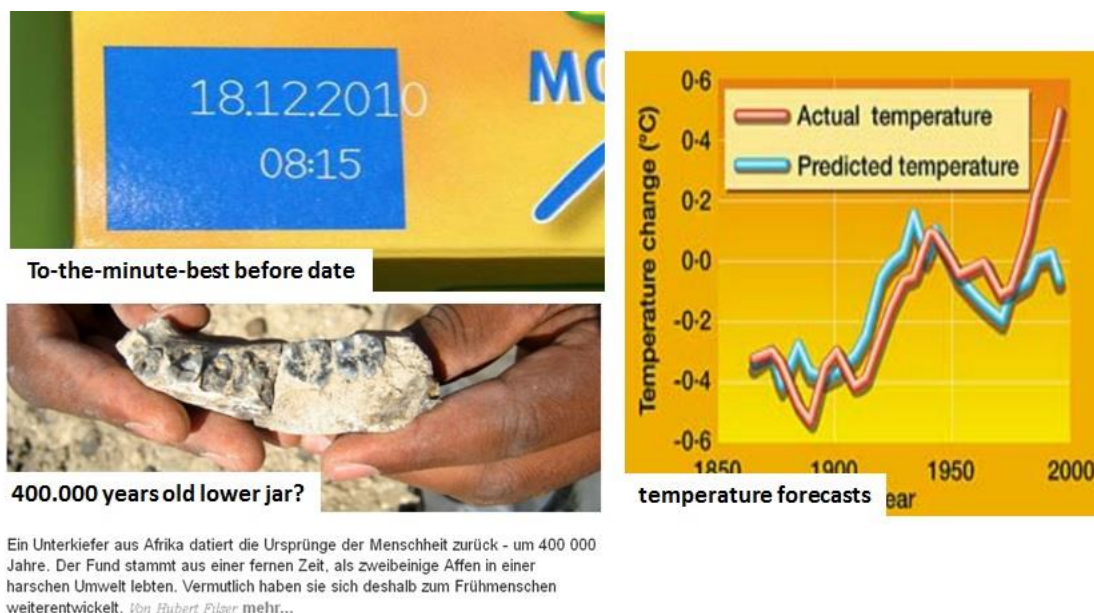 18.12.2010
08:15
MO
To-the-minute-best before date
400.000 years old lower jar?
Ein Unterkiefer aus Afrika datiert die Ursprünge der Menschheit zurück - um 400 000
Jahre. Der Fund stammt aus einer fernen Zeit, als zweibeinige Affen in einer
harschen Umwelt lebten. Vermutlich haben sie sich deshalb zum Frühmenschen
weiterentwickelt. Von Hubert Filser mehr...
Temperature change (°C)
0·6
0·4
0·2
0·0
-0·2
-0·4
-0·6
Actual temperature
Predicted temperature
1850 1900 1950 2000
ear
temperature forecasts